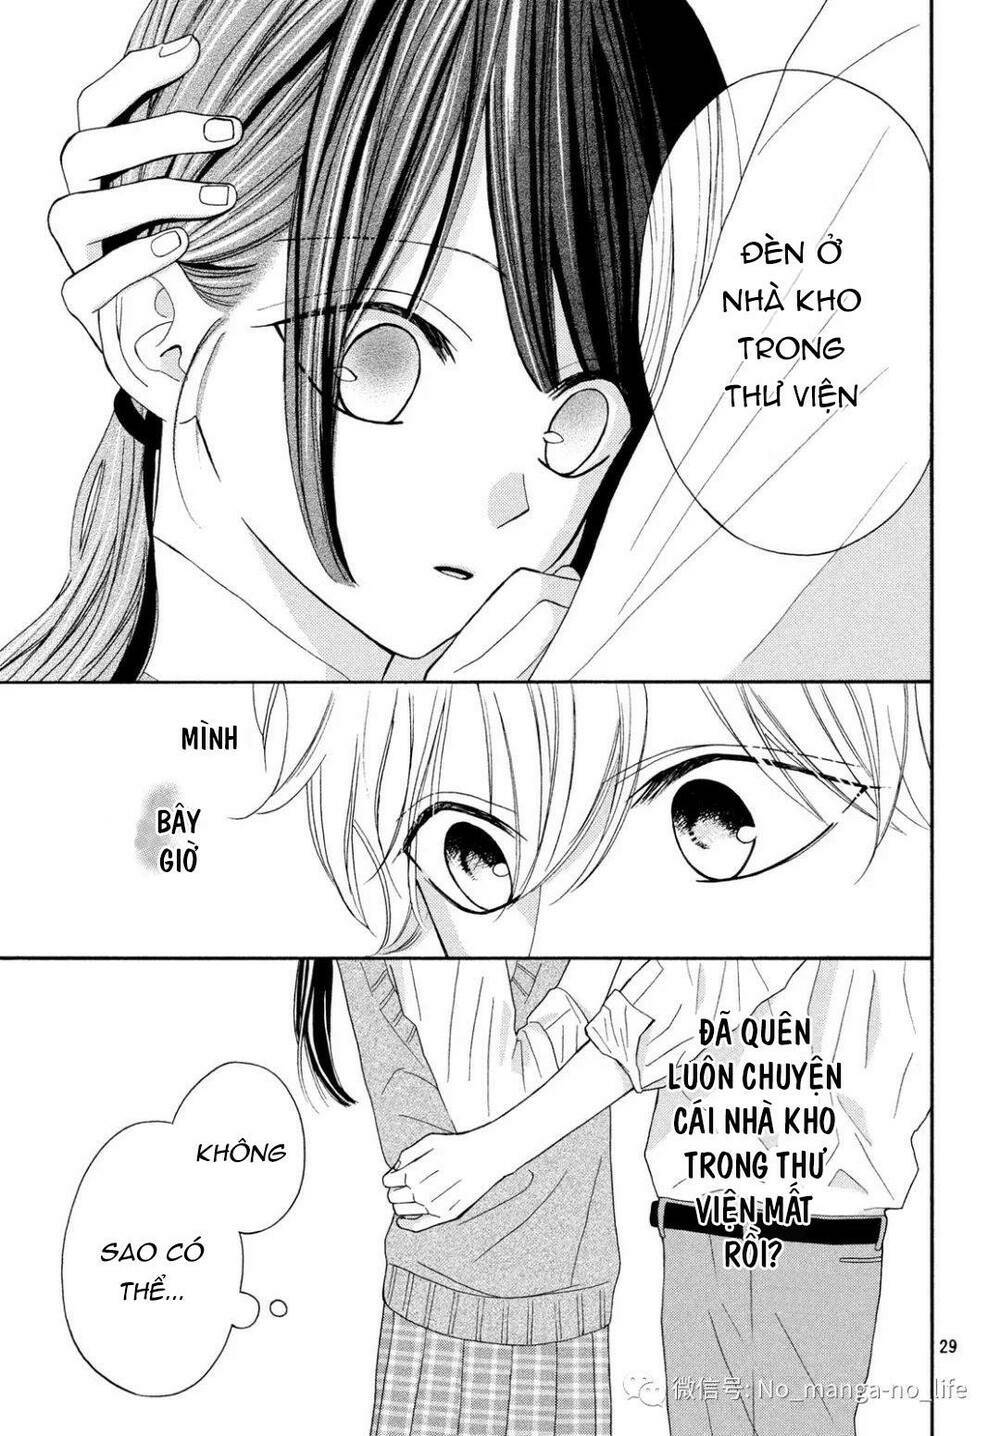 ĐÈN Ở
NHÀ KHO
TRONG
THƯ VIỆN
MÌNH
BÂY
GIỜ
ĐÃ QUÊN
LUÔN CHUYỆN
CÁI NHÀ KHO
TRONG THƯ
VIỆN MẤT
RỒI?
KHÔNG
SAO CÓ
THỂ...
29
微信号: No_manga-no_life